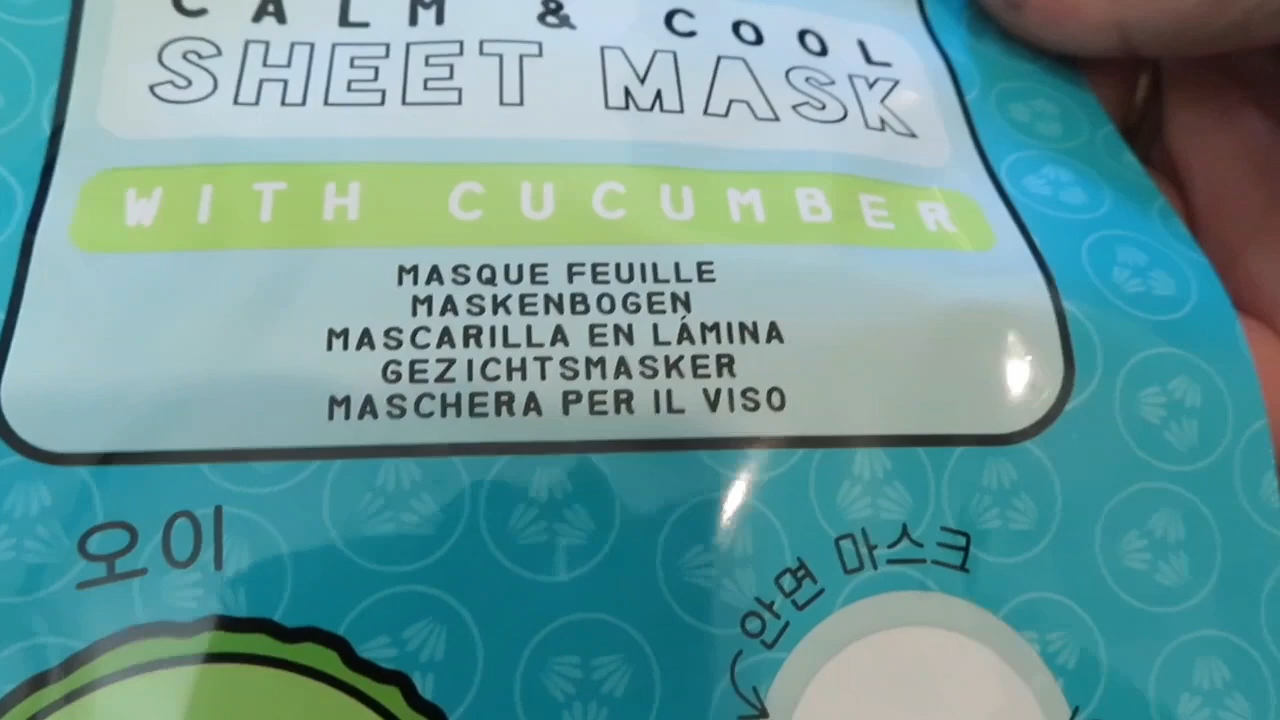 CALM & COOL
SHEET MASK
WITH CUCUMBER
MASQUE FEUILLE
MASKENBOGEN
MASCARILLA EN LÁMINA
GEZICHTSMASKER
MASCHERA PER IL VISO
오이
안면 마스크